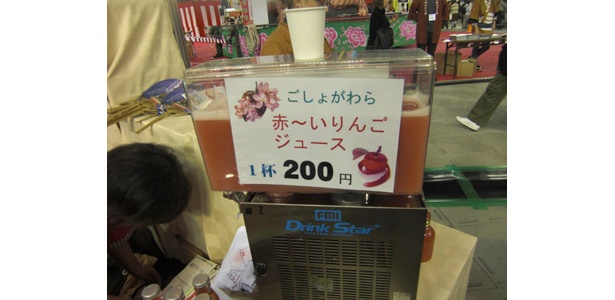 ごしょがわら
赤〜いりんご
ジュース
1杯 200円
Drink Star